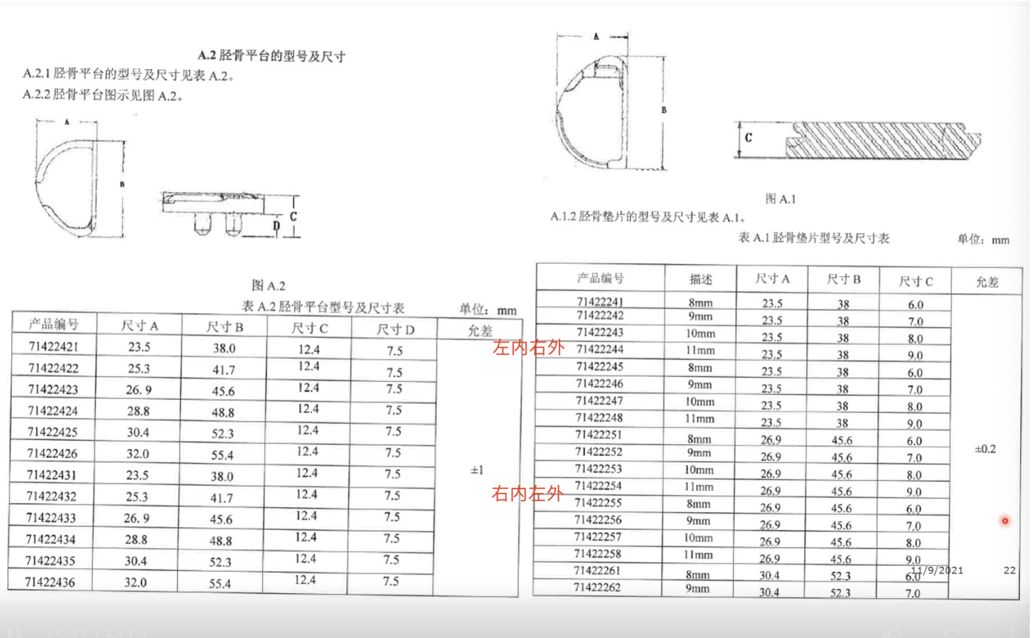 A.2 胫骨平台的型号及尺寸
A.2.1 胫骨平台的型号及尺寸见表 A.2。
A.2.2 胫骨平台图示见图 A.2。
A
B
C
D
图 A.2
表 A.2 胫骨平台型号及尺寸表 单位：mm
产品编号 尺寸 A 尺寸 B 尺寸 C 尺寸 D 允差
71422421 23.5 38.0 12.4 7.5
71422422 25.3 41.7 12.4 7.5
71422423 26.9 45.6 12.4 7.5
71422424 28.8 48.8 12.4 7.5
71422425 30.4 52.3 12.4 7.5
71422426 32.0 55.4 12.4 7.5
71422431 23.5 38.0 12.4 7.5
71422432 25.3 41.7 12.4 7.5
71422433 26.9 45.6 12.4 7.5
71422434 28.8 48.8 12.4 7.5
71422435 30.4 52.3 12.4 7.5
71422436 32.0 55.4 12.4 7.5
±1
左内右外
右内左外
A
B
C
图 A.1
A.1.2 胫骨垫片的型号及尺寸见表 A.1。
表 A.1 胫骨垫片型号及尺寸表 单位：mm
产品编号 描述 尺寸 A 尺寸 B 尺寸 C 允差
71422241 8mm 23.5 38 6.0
71422242 9mm 23.5 38 7.0
71422243 10mm 23.5 38 8.0
71422244 11mm 23.5 38 9.0
71422245 8mm 23.5 38 6.0
71422246 9mm 23.5 38 7.0
71422247 10mm 23.5 38 8.0
71422248 11mm 23.5 38 9.0
71422251 8mm 26.9 45.6 6.0
71422252 9mm 26.9 45.6 7.0
71422253 10mm 26.9 45.6 8.0
71422254 11mm 26.9 45.6 9.0
71422255 8mm 26.9 45.6 6.0
71422256 9mm 26.9 45.6 7.0
71422257 10mm 26.9 45.6 8.0
71422258 11mm 26.9 45.6 9.0
71422261 8mm 30.4 52.3 6.0
71422262 9mm 30.4 52.3 7.0
±0.2
11/9/2021 22